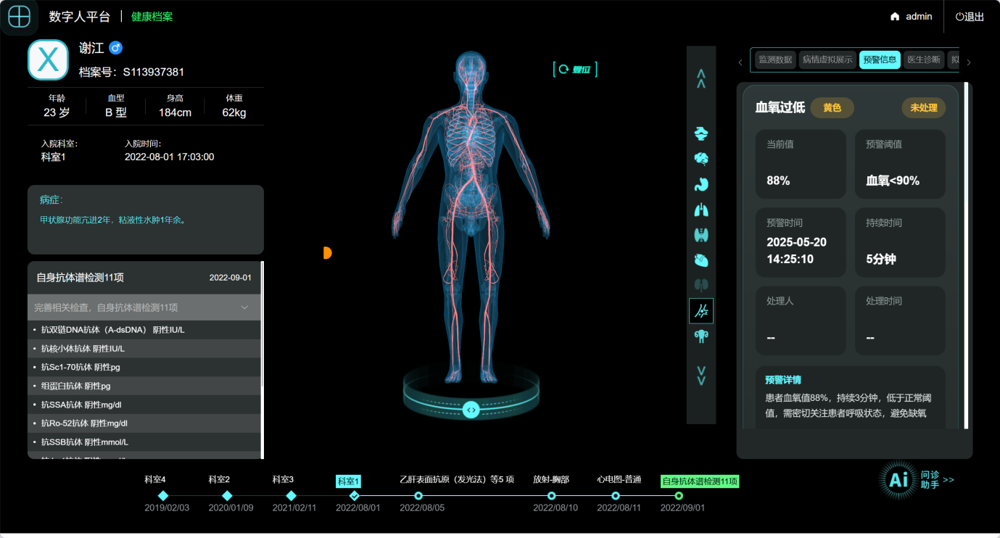 数字人平台
健康档案
admin
退出
X
谢江
档案号：S113937381
年龄 血型 身高 体重
23 岁 B 型 184cm 62kg
入院科室： 入院时间：
科室1 2022-08-01 17:03:00
病症：
甲状腺功能亢进2年，粘液性水肿1年余。
自身抗体谱检测11项 2022-09-01
完善相关检查，自身抗体谱检测11项
• 抗双链DNA抗体（A-dsDNA） 阴性IU/L
• 抗核小体抗体 阴性IU/L
• 抗Sc1-70抗体 阴性pg
• 组蛋白抗体 阴性pg
• 抗SSA抗体 阴性mg/dl
• 抗Ro-52抗体 阴性mg/dl
• 抗SSB抗体 阴性mmol/L
复位
监测数据 病情虚拟展示 预警信息 医生诊断 拟
血氧过低 黄色 未处理
当前值 预警阈值
88% 血氧<90%
预警时间 持续时间
2025-05-20
14:25:10 5分钟
处理人 处理时间
-- --
预警详情
患者血氧值88%，持续3分钟，低于正常阈
值，需密切关注患者呼吸状态，避免缺氧
科室4 科室2 科室3 科室1 乙肝表面抗原（发光法）等5 项 放射-胸部 心电图-普通 自身抗体谱检测11项
2019/02/03 2020/01/09 2021/02/11 2022/08/01 2022/08/05 2022/08/10 2022/08/11 2022/09/01
Ai 问诊
助手 >>